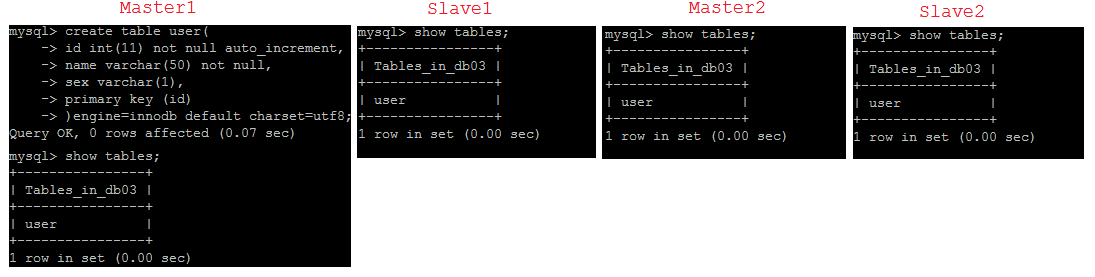 Master1
mysql> create table user(
    -> id int(11) not null auto_increment,
    -> name varchar(50) not null,
    -> sex varchar(1),
    -> primary key (id)
    -> )engine=innodb default charset=utf8;
Query OK, 0 rows affected (0.07 sec)
mysql> show tables;
+----------------+
| Tables_in_db03 |
+----------------+
| user           |
+----------------+
1 row in set (0.00 sec)
Slave1
mysql> show tables;
+----------------+
| Tables_in_db03 |
+----------------+
| user           |
+----------------+
1 row in set (0.00 sec)
Master2
mysql> show tables;
+----------------+
| Tables_in_db03 |
+----------------+
| user           |
+----------------+
1 row in set (0.00 sec)
Slave2
mysql> show tables;
+----------------+
| Tables_in_db03 |
+----------------+
| user           |
+----------------+
1 row in set (0.00 sec)